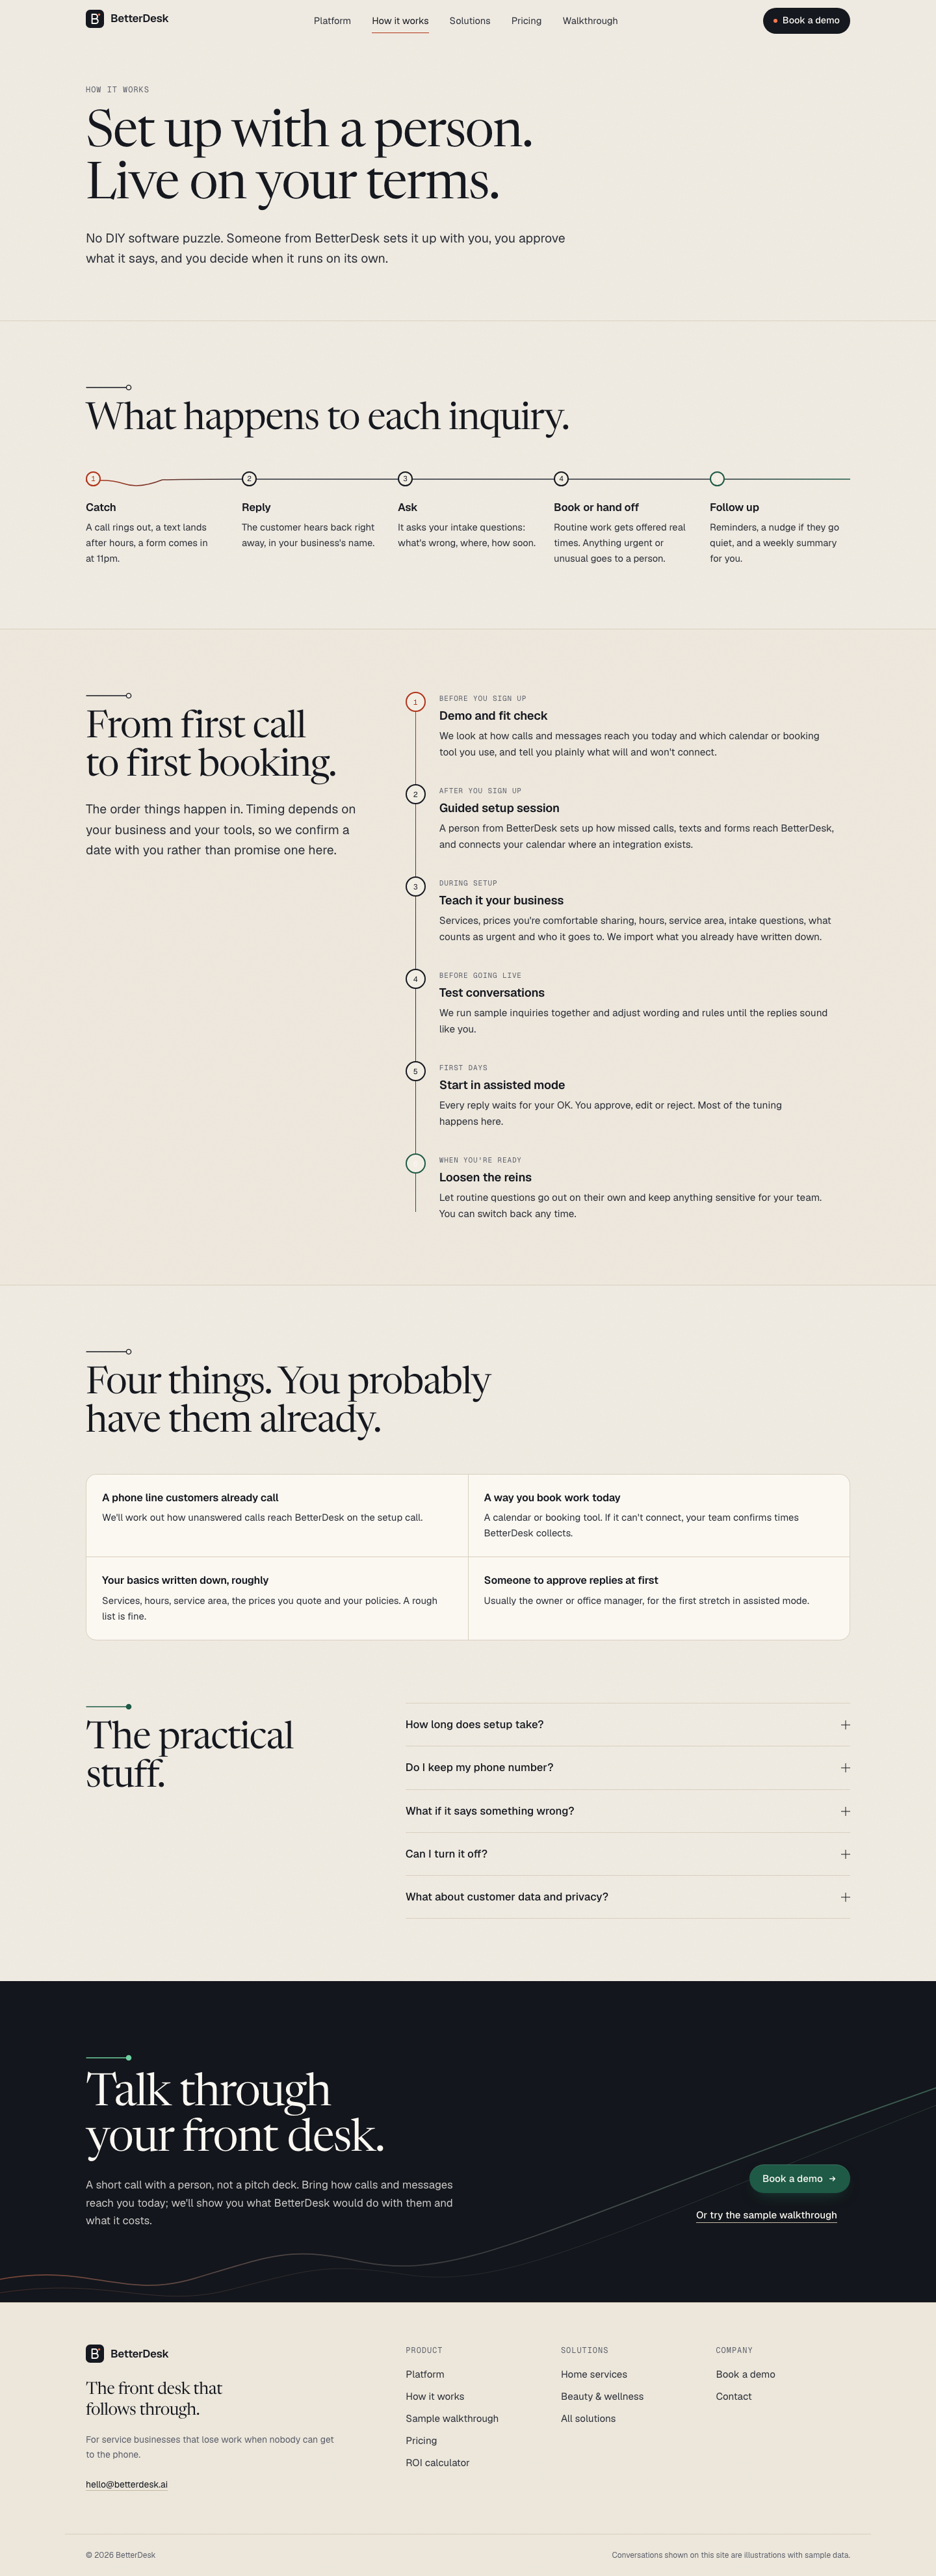 BetterDesk
Platform
How it works
Solutions
Pricing
Walkthrough
Book a demo
HOW IT WORKS
Set up with a person.
Live on your terms.
No DIY software puzzle. Someone from BetterDesk sets it up with you, you approve
what it says, and you decide when it runs on its own.
What happens to each inquiry.
1
Catch
A call rings out, a text lands
after hours, a form comes in
at 11pm.
2
Reply
The customer hears back right
away, in your business's name.
3
Ask
It asks your intake questions:
what's wrong, where, how soon.
4
Book or hand off
Routine work gets offered real
times. Anything urgent or
unusual goes to a person.
Follow up
Reminders, a nudge if they go
quiet, and a weekly summary
for you.
From first call
to first booking.
The order things happen in. Timing depends on
your business and your tools, so we confirm a
date with you rather than promise one here.
1
BEFORE YOU SIGN UP
Demo and fit check
We look at how calls and messages reach you today and which calendar or booking
tool you use, and tell you plainly what will and won't connect.
2
AFTER YOU SIGN UP
Guided setup session
A person from BetterDesk sets up how missed calls, texts and forms reach BetterDesk,
and connects your calendar where an integration exists.
3
DURING SETUP
Teach it your business
Services, prices you're comfortable sharing, hours, service area, intake questions, what
counts as urgent and who it goes to. We import what you already have written down.
4
BEFORE GOING LIVE
Test conversations
We run sample inquiries together and adjust wording and rules until the replies sound
like you.
5
FIRST DAYS
Start in assisted mode
Every reply waits for your OK. You approve, edit or reject. Most of the tuning
happens here.
WHEN YOU'RE READY
Loosen the reins
Let routine questions go out on their own and keep anything sensitive for your team.
You can switch back any time.
Four things. You probably
have them already.
A phone line customers already call
We'll work out how unanswered calls reach BetterDesk on the setup call.
A way you book work today
A calendar or booking tool. If it can't connect, your team confirms times
BetterDesk collects.
Your basics written down, roughly
Services, hours, service area, the prices you quote and your policies. A rough
list is fine.
Someone to approve replies at first
Usually the owner or office manager, for the first stretch in assisted mode.
The practical
stuff.
How long does setup take?
Do I keep my phone number?
What if it says something wrong?
Can I turn it off?
What about customer data and privacy?
Talk through
your front desk.
A short call with a person, not a pitch deck. Bring how calls and messages
reach you today; we'll show you what BetterDesk would do with them and
what it costs.
Book a demo →
Or try the sample walkthrough
BetterDesk
The front desk that
follows through.
For service businesses that lose work when nobody can get
to the phone.
hello@betterdesk.ai
PRODUCT
Platform
How it works
Sample walkthrough
Pricing
ROI calculator
SOLUTIONS
Home services
Beauty & wellness
All solutions
COMPANY
Book a demo
Contact
© 2026 BetterDesk
Conversations shown on this site are illustrations with sample data.